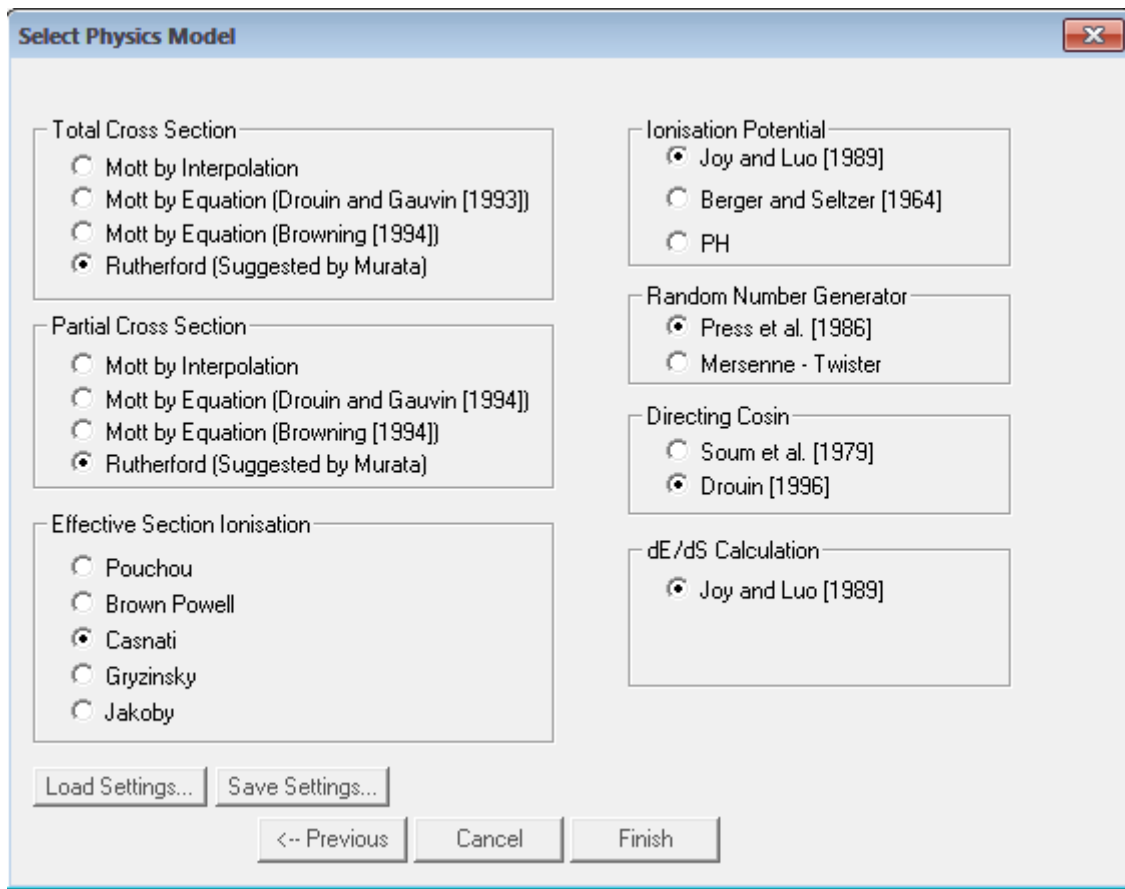 Select Physics Model
Total Cross Section
Mott by Interpolation
Mott by Equation (Drouin and Gauvin [1993])
Mott by Equation (Browning [1994])
Rutherford (Suggested by Murata)
Partial Cross Section
Mott by Interpolation
Mott by Equation (Drouin and Gauvin [1994])
Mott by Equation (Browning [1994])
Rutherford (Suggested by Murata)
Effective Section Ionisation
Pouchou
Brown Powell
Casnati
Gryzinsky
Jakoby
Ionisation Potential
Joy and Luo [1989]
Berger and Seltzer [1964]
PH
Random Number Generator
Press et al. [1986]
Mersenne - Twister
Directing Cosin
Soum et al. [1979]
Drouin [1996]
dE/dS Calculation
Joy and Luo [1989]
Load Settings... Save Settings...
<-- Previous Cancel Finish